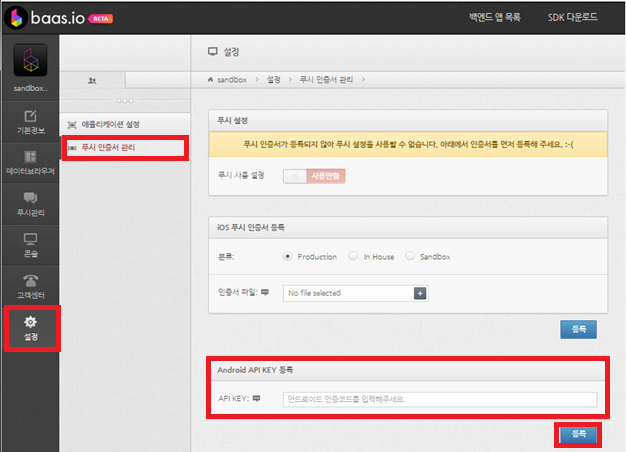 baas.io BETA
백엔드 앱 목록 SDK 다운로드
sandbox..
기본정보
데이터브라우저
푸시관리
콘솔
고객센터
설정
애플리케이션 설정
푸시 인증서 관리
설정
sandbox > 설정 > 푸시 인증서 관리 >
푸시 설정
푸시 인증서가 등록되지 않아 푸시 설정을 사용할 수 없습니다. 아래에서 인증서를 먼저 등록해 주세요. :-(
푸시 사용 설정 사용안함
iOS 푸시 인증서 등록
분류: Production In House Sandbox
인증서 파일: No file selected +
등록
Android API KEY 등록
API KEY: 안드로이드 인증코드를 입력해주세요.
등록